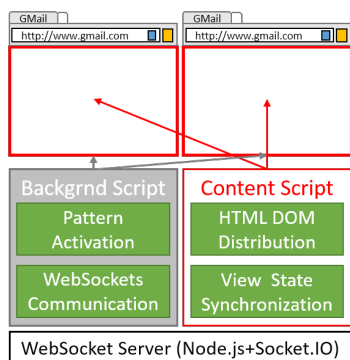 GMail
GMail
http://www.gmail.com
http://www.gmail.com
Backgrnd Script
Content Script
Pattern
Activation
HTML DOM
Distribution
WebSockets
Communication
View State
Synchronization
WebSocket Server (Node.js+Socket.IO)